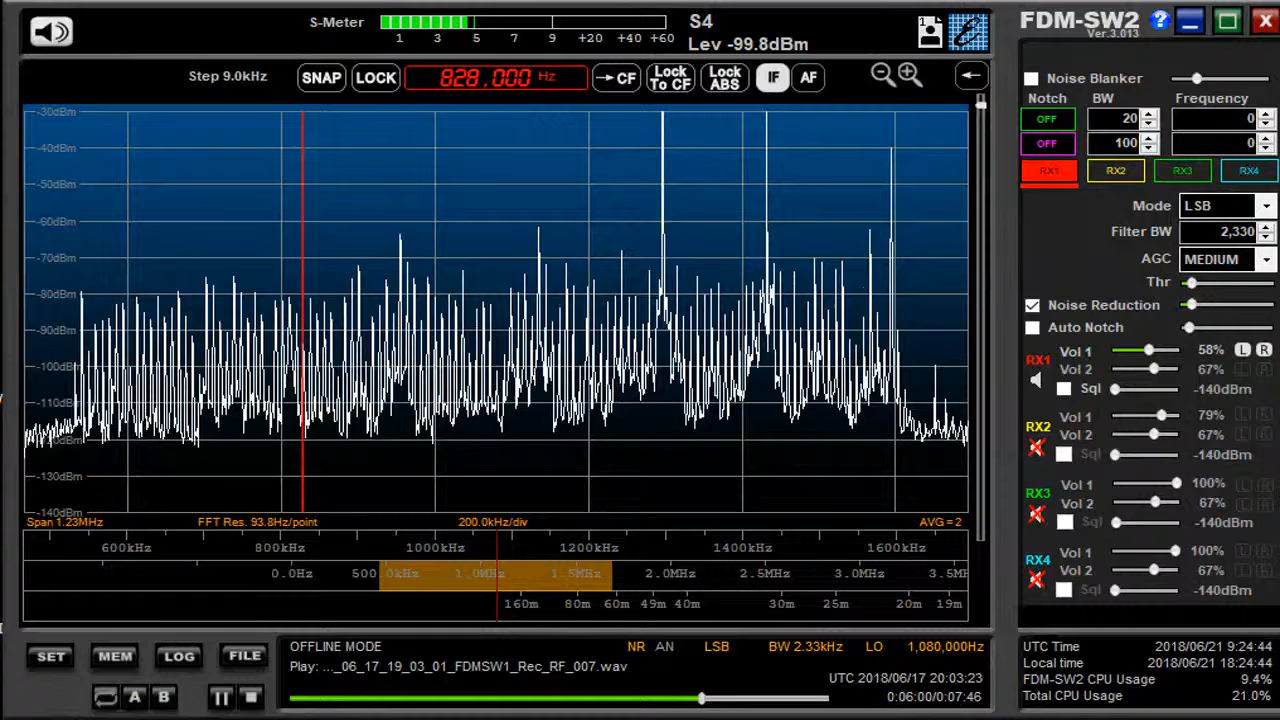 S-Meter
1 3 5 7 9 +20 +40 +60
S4
Lev -99.8dBm
1
FDM-SW2
Ver.3.013
?
X
Step 9.0kHz
SNAP
LOCK
828,000 Hz
→CF
Lock To CF
Lock ABS
IF
AF
-30dBm
-40dBm
-50dBm
-60dBm
-70dBm
-80dBm
-90dBm
-100dBm
-110dBm
-120dBm
-130dBm
-140dBm
Span 1.23MHz
FFT Res. 93.8Hz/point
200.0kHz/div
AVG=2
600kHz 800kHz 1000kHz 1200kHz 1400kHz 1600kHz
0.0Hz 500.0kHz 1.0MHz 1.5MHz 2.0MHz 2.5MHz 3.0MHz 3.5M
160m 80m 60m 49m 40m 30m 25m 20m 19m
SET
MEM
LOG
FILE
A
B
OFFLINE MODE
NR AN LSB BW 2.33kHz LO 1,080,000Hz
Play: ..._06_17_19_03_01_FDMSW1_Rec_RF_007.wav
UTC 2018/06/17 20:03:23
0:06:00/0:07:46
Noise Blanker
Notch BW Frequency
OFF 20 0
OFF 100 0
RX1 RX2 RX3 RX4
Mode LSB
Filter BW 2,330
AGC MEDIUM
Thr
Noise Reduction
Auto Notch
RX1
Vol 1 58% L R
Vol 2 67% L R
Sql -140dBm
RX2
Vol 1 79% L R
Vol 2 67% L R
Sql -140dBm
RX3
Vol 1 100% L R
Vol 2 67% L R
Sql -140dBm
RX4
Vol 1 100% L R
Vol 2 67% L R
Sql -140dBm
UTC Time 2018/06/21 9:24:44
Local time 2018/06/21 18:24:44
FDM-SW2 CPU Usage 9.4%
Total CPU Usage 21.0%